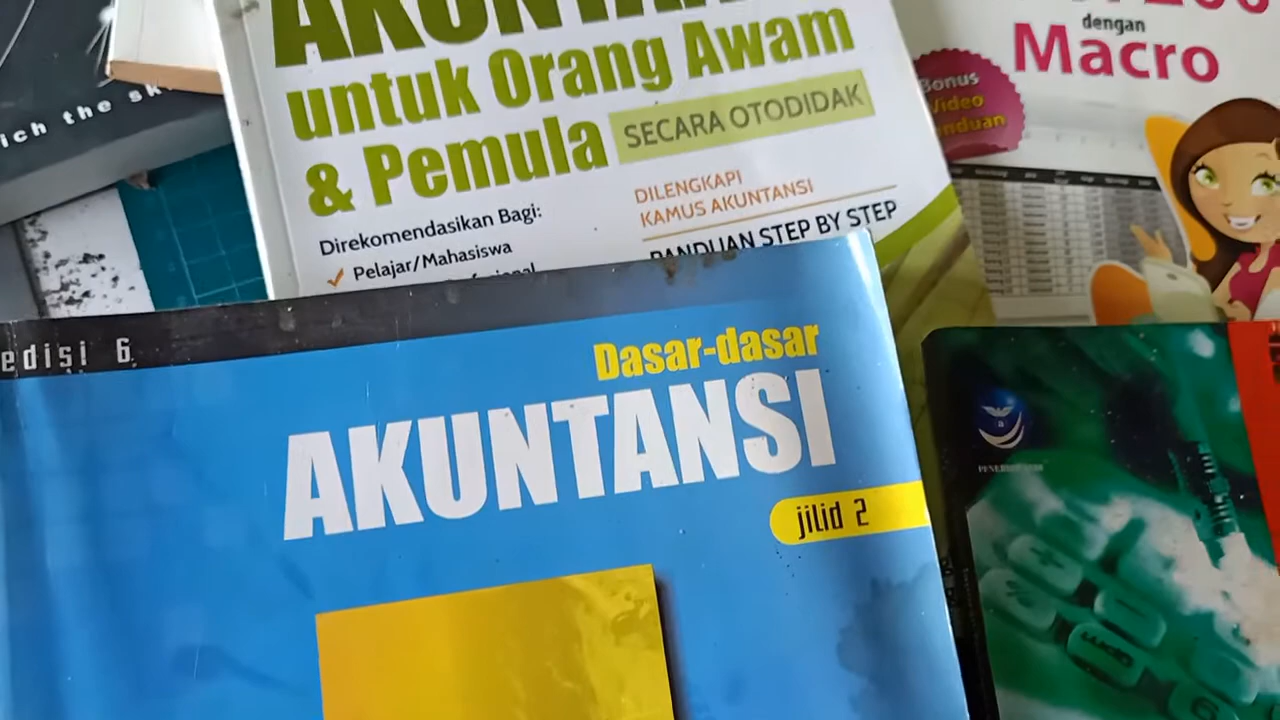 ich the sk
AKUNTAN
untuk Orang Awam
& Pemula
SECARA OTODIDAK
DILENGKAPI
KAMUS AKUNTANSI
PANDUAN STEP BY STEP
Direkomendasikan Bagi:
✓ Pelajar/Mahasiswa
dengan
Macro
Bonus
Video
edisi 6
Dasar-dasar
AKUNTANSI
jilid 2